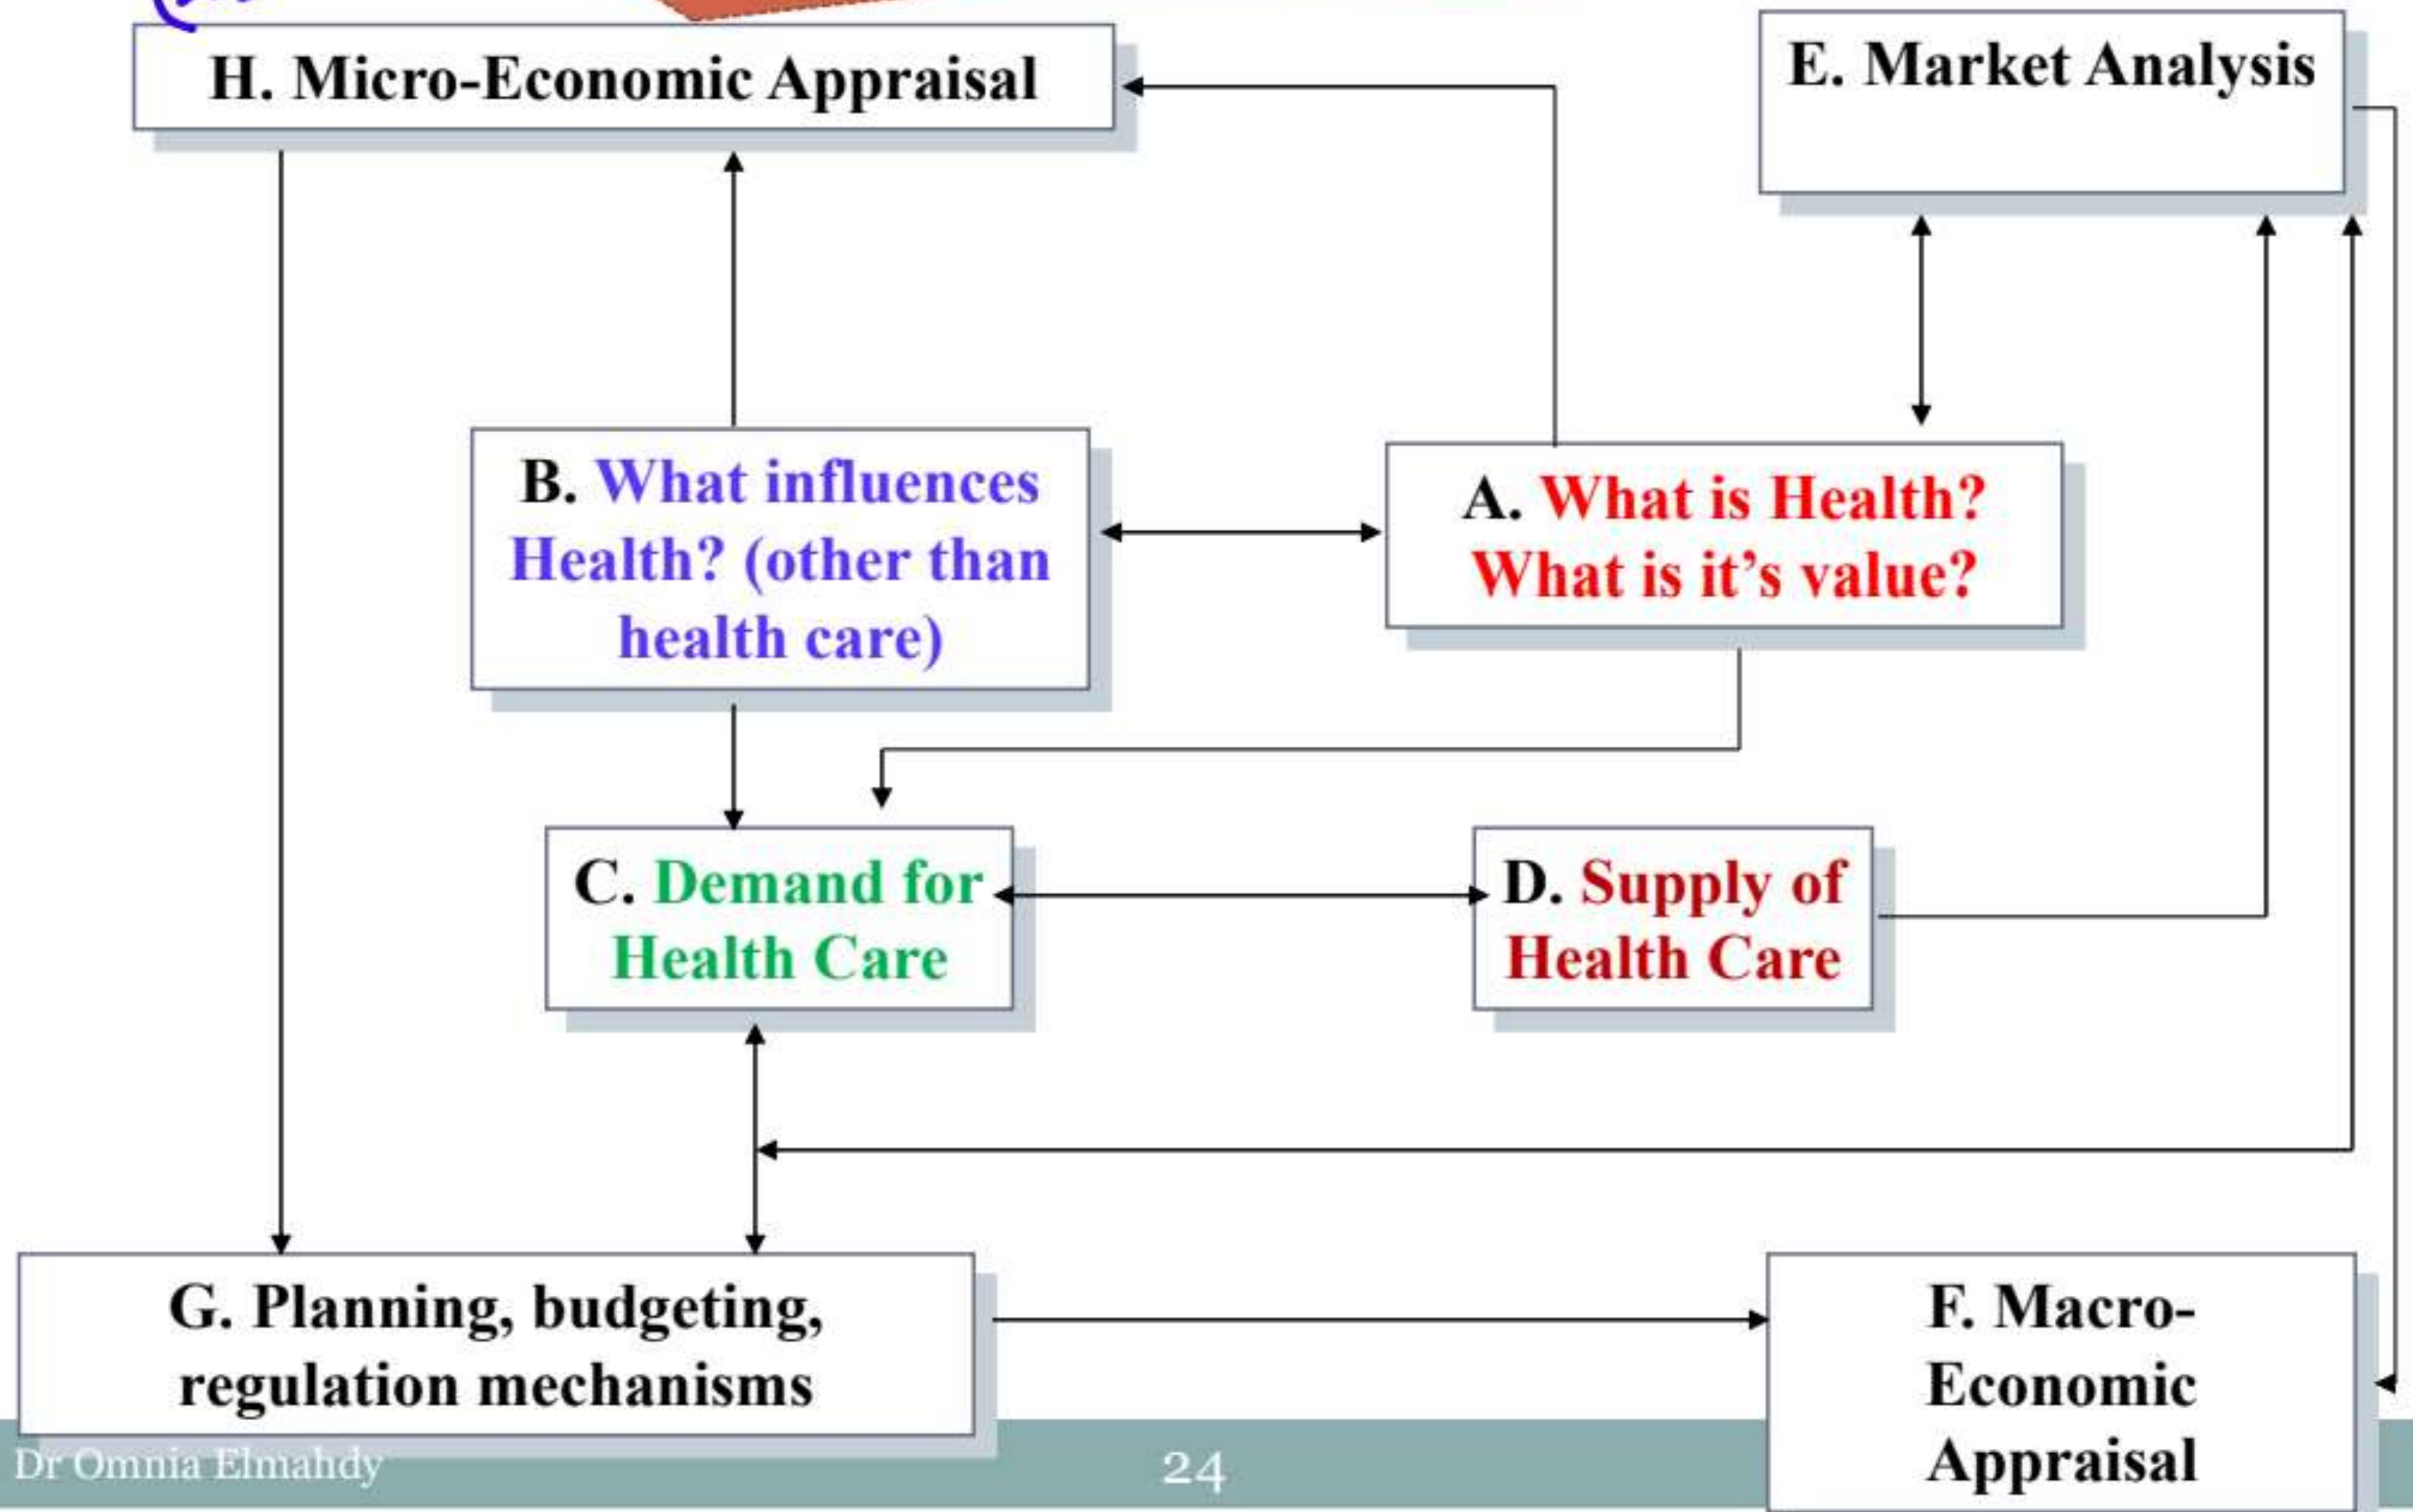 H. Micro-Economic Appraisal
E. Market Analysis
B. What influences
Health? (other than
health care)
A. What is Health?
What is it’s value?
C. Demand for
Health Care
D. Supply of
Health Care
G. Planning, budgeting,
regulation mechanisms
F. Macro-
Economic
Appraisal
Dr Omnia Elmahdy
24